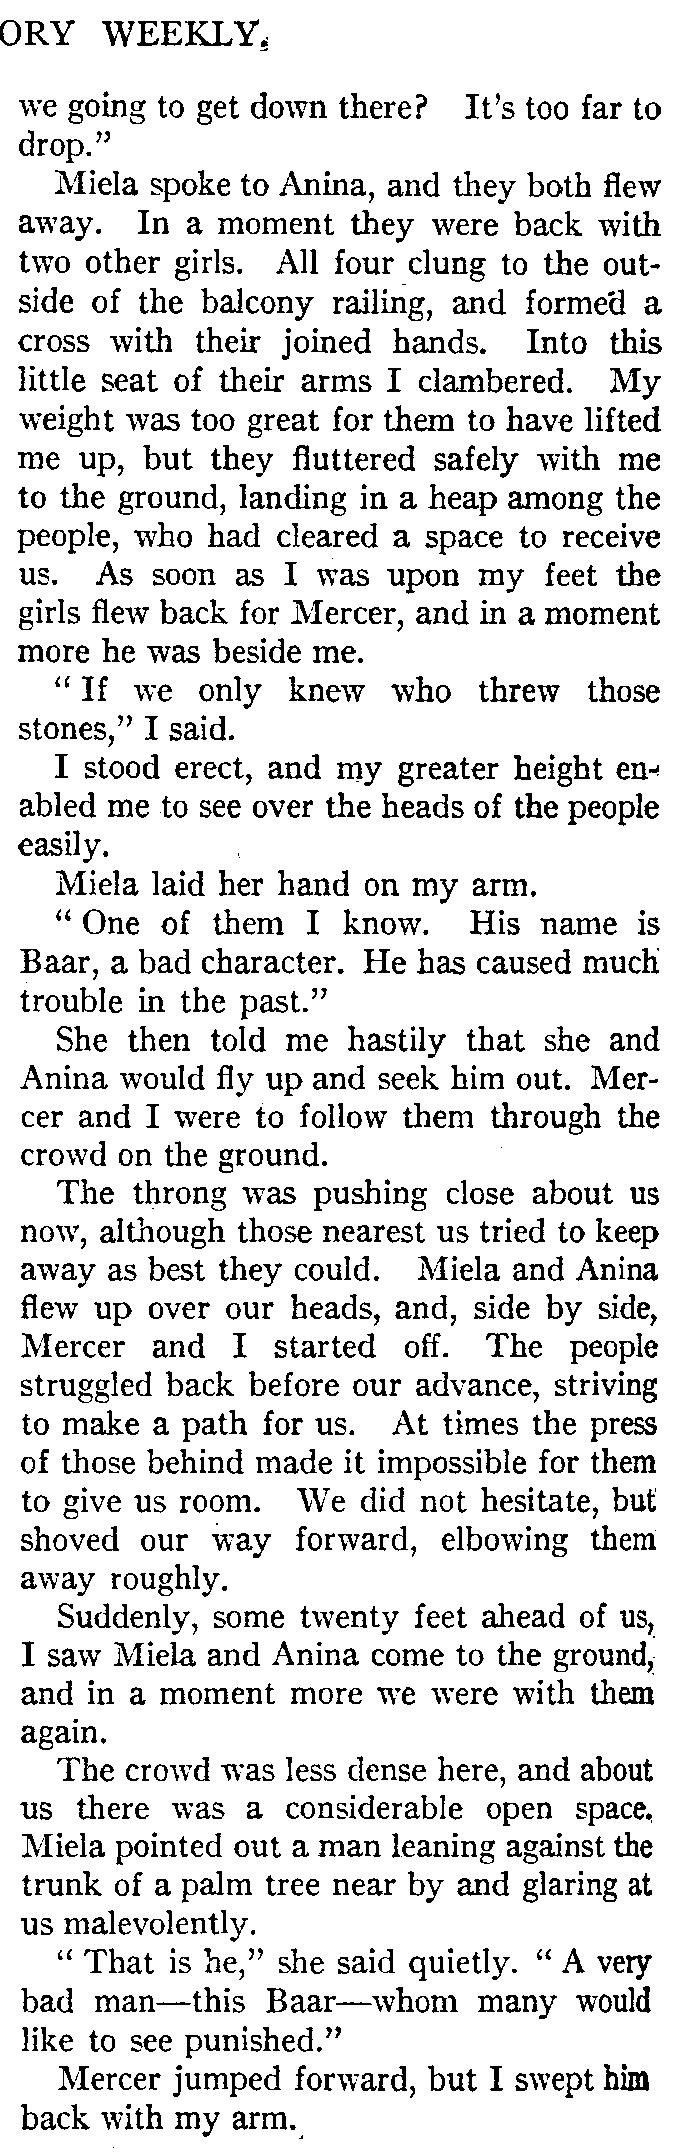 ORY WEEKLY.
we going to get down there? It's too far to
drop."
Miela spoke to Anina, and they both flew
away. In a moment they were back with
two other girls. All four clung to the out-
side of the balcony railing, and formed a
cross with their joined hands. Into this
little seat of their arms I clambered. My
weight was too great for them to have lifted
me up, but they fluttered safely with me
to the ground, landing in a heap among the
people, who had cleared a space to receive
us. As soon as I was upon my feet the
girls flew back for Mercer, and in a moment
more he was beside me.
"If we only knew who threw those
stones," I said.
I stood erect, and my greater height en-
abled me to see over the heads of the people
easily.
Miela laid her hand on my arm.
"One of them I know. His name is
Baar, a bad character. He has caused much
trouble in the past."
She then told me hastily that she and
Anina would fly up and seek him out. Mer-
cer and I were to follow them through the
crowd on the ground.
The throng was pushing close about us
now, although those nearest us tried to keep
away as best they could. Miela and Anina
flew up over our heads, and, side by side,
Mercer and I started off. The people
struggled back before our advance, striving
to make a path for us. At times the press
of those behind made it impossible for them
to give us room. We did not hesitate, but
shoved our way forward, elbowing them
away roughly.
Suddenly, some twenty feet ahead of us,
I saw Miela and Anina come to the ground,
and in a moment more we were with them
again.
The crowd was less dense here, and about
us there was a considerable open space.
Miela pointed out a man leaning against the
trunk of a palm tree near by and glaring at
us malevolently.
"That is he," she said quietly. "A very
bad man—this Baar—whom many would
like to see punished."
Mercer jumped forward, but I swept him
back with my arm.